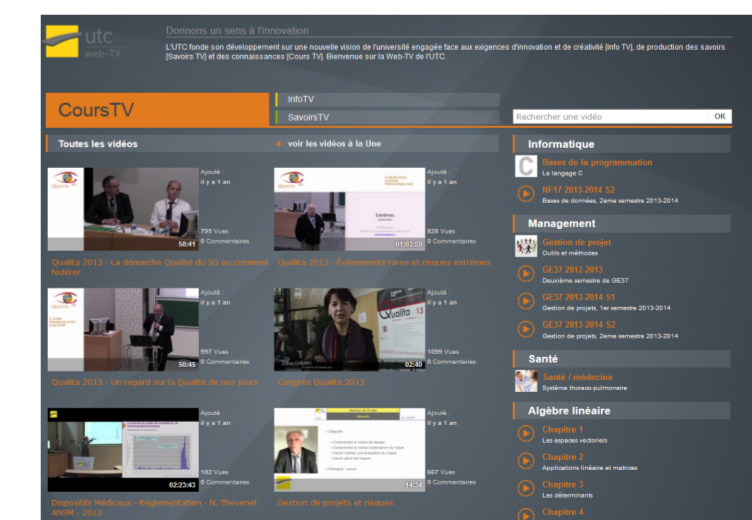 utc
web-TV
Donnons un sens à l'innovation
L'UTC fonde son développement sur une nouvelle vision de l'université engagée face aux exigences d'innovation et de créativité [Info TV], de production des savoirs
[Savoirs TV] et des connaissances [Cours TV]. Bienvenue sur la Web-TV de l'UTC.
CoursTV
InfoTV
SavoirsTV
Rechercher une vidéo
OK
Toutes les vidéos
voir les vidéos à la Une
Ajouté :
il y a 1 an
798 Vues
0 Commentaires
58:41
Qualita 2013 - La démarche Qualité du SG ou comment
fédérer
Ajouté :
il y a 1 an
828 Vues
0 Commentaires
01:03:59
Qualita 2013 - Événements rares et risques extrêmes
Ajouté :
il y a 1 an
997 Vues
0 Commentaires
50:45
Qualita 2013 - Un regard sur la Qualité de nos jours
Qualita 13
Ajouté :
il y a 1 an
1099 Vues
0 Commentaires
02:40
Congrès Qualita 2013
Ajouté :
il y a 1 an
102 Vues
0 Commentaires
02:23:43
Dispositifs Médicaux - Réglementation - N. Thevenet
ANSM - 2013
Ajouté :
il y a 1 an
667 Vues
0 Commentaires
14:34
Gestion de projets et risques
Informatique
C
Bases de la programmation
Le langage C
NF17 2013-2014 S2
Bases de données, 2eme semestre 2013-2014
Management
Gestion de projet
Outils et méthodes
GE37 2012-2013
Deuxième semestre de GE37
GE37 2013-2014 S1
Gestion de projets, 1er semestre 2013-2014
GE37 2013-2014 S2
Gestion de projets, 2eme semestre 2013-2014
Santé
Santé / médecine
Système thoraco-pulmonaire
Algèbre linéaire
Chapitre 1
Les espaces vectoriels
Chapitre 2
Applications linéaire et matrices
Chapitre 3
Les déterminants
Chapitre 4